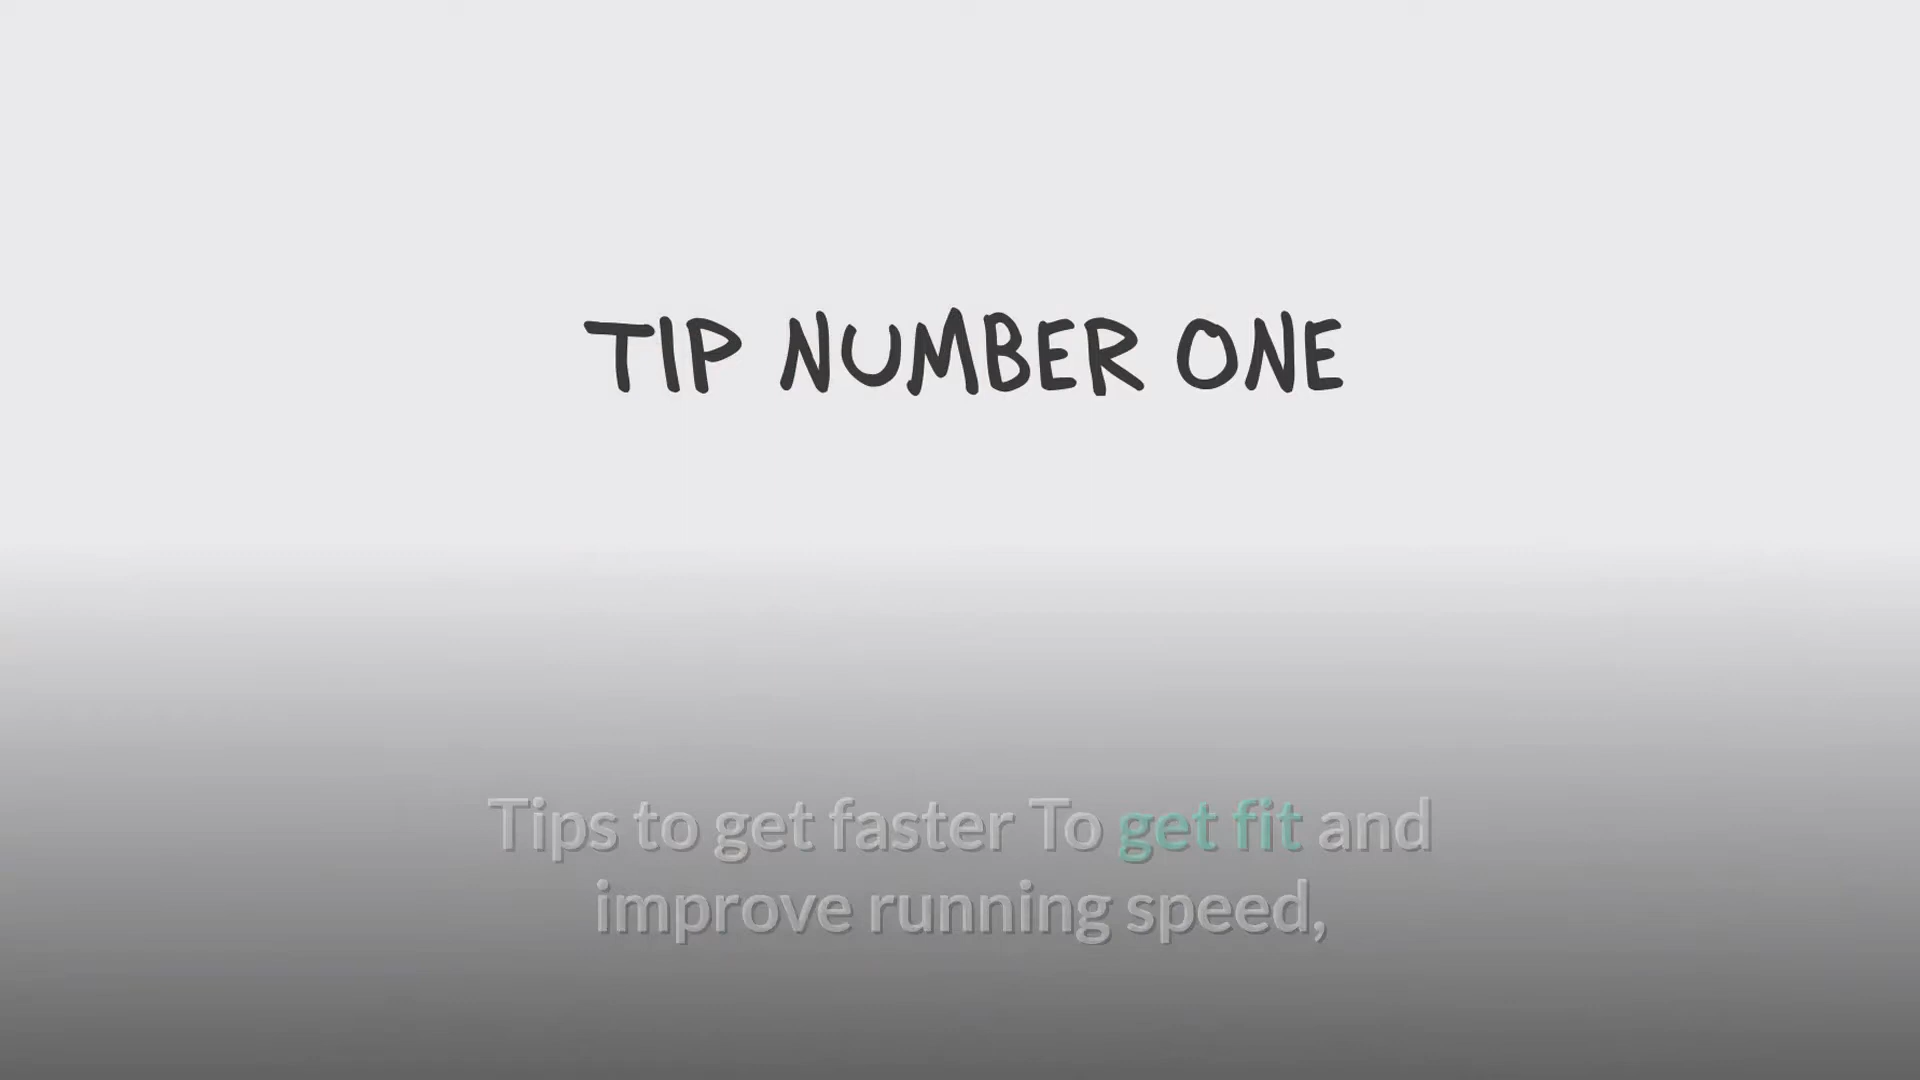 TIP NUMBER ONE
Tips to get faster To get fit and
improve running speed,